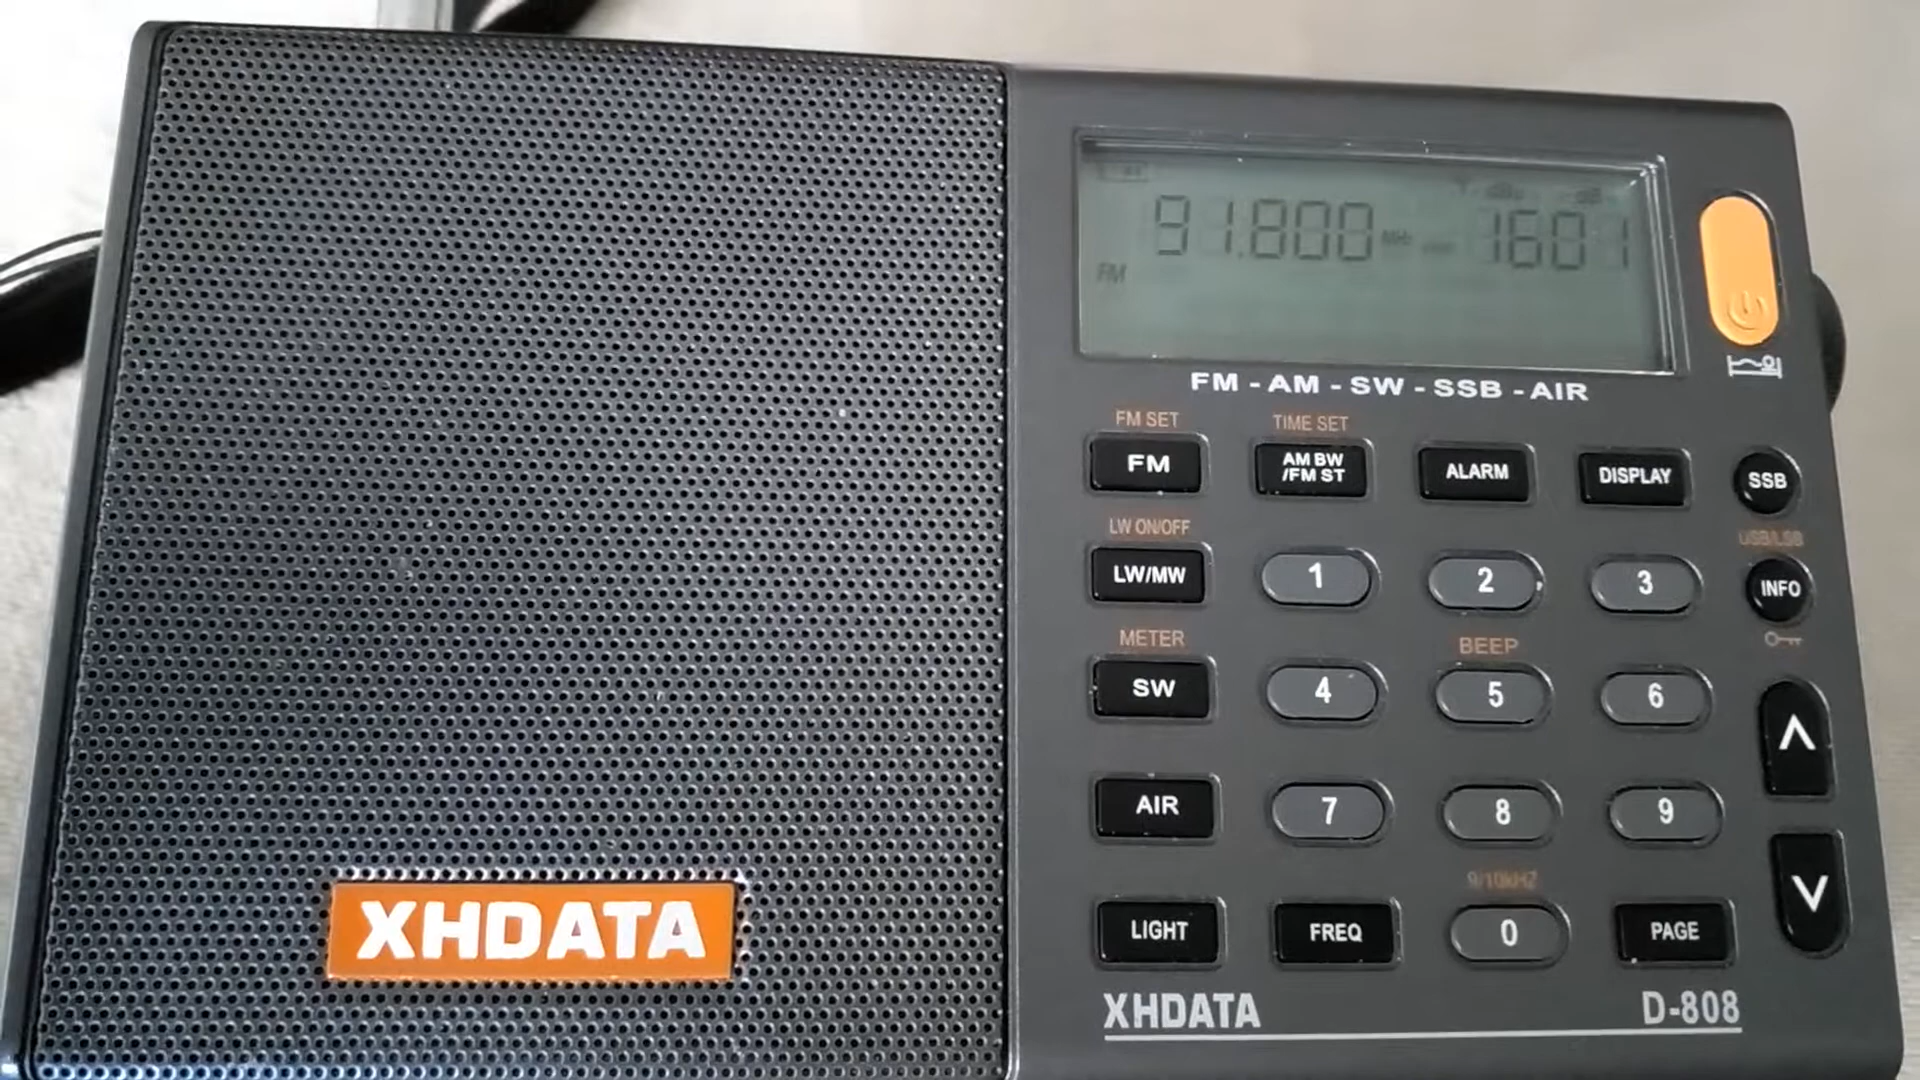 91.800 MHz 1601
FM
FM - AM - SW - SSB - AIR
FM SET TIME SET
FM AM BW /FM ST ALARM DISPLAY SSB
LW ON/OFF USB/LSB
LW/MW 1 2 3 INFO
METER BEEP
SW 4 5 6
AIR 7 8 9
9/10kHZ
LIGHT FREQ 0 PAGE
XHDATA
XHDATA D-808